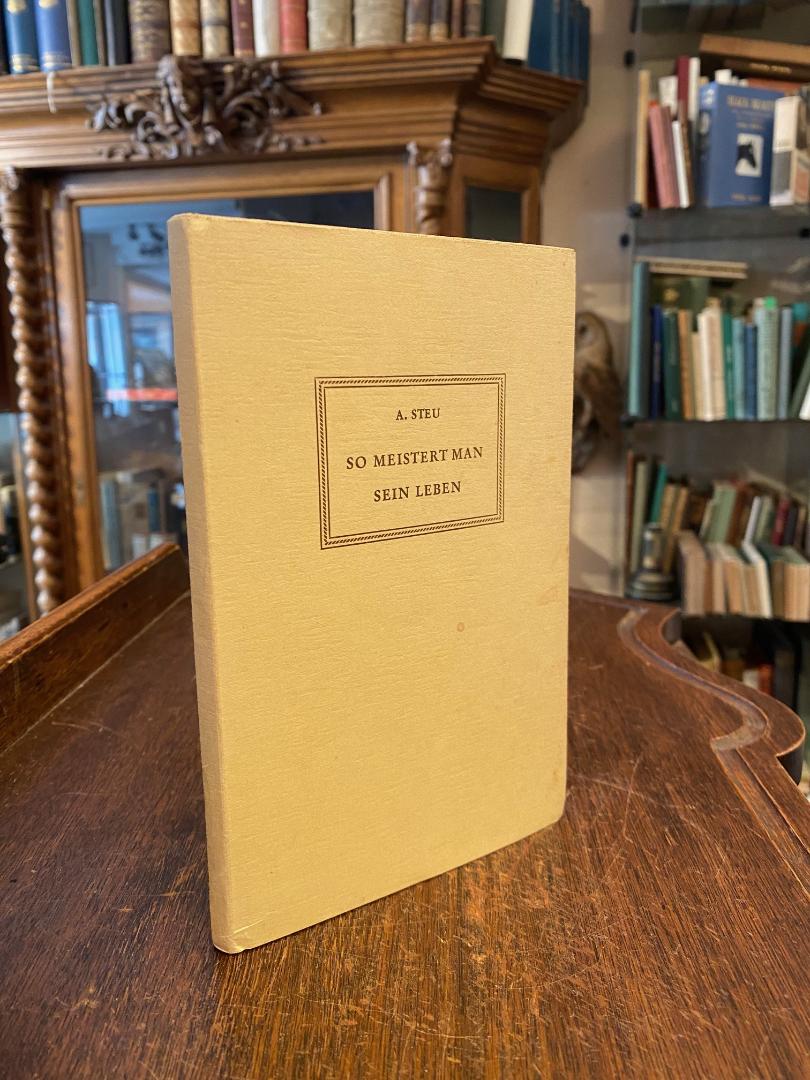 A. STEU
SO MEISTERT MAN
SEIN LEBEN